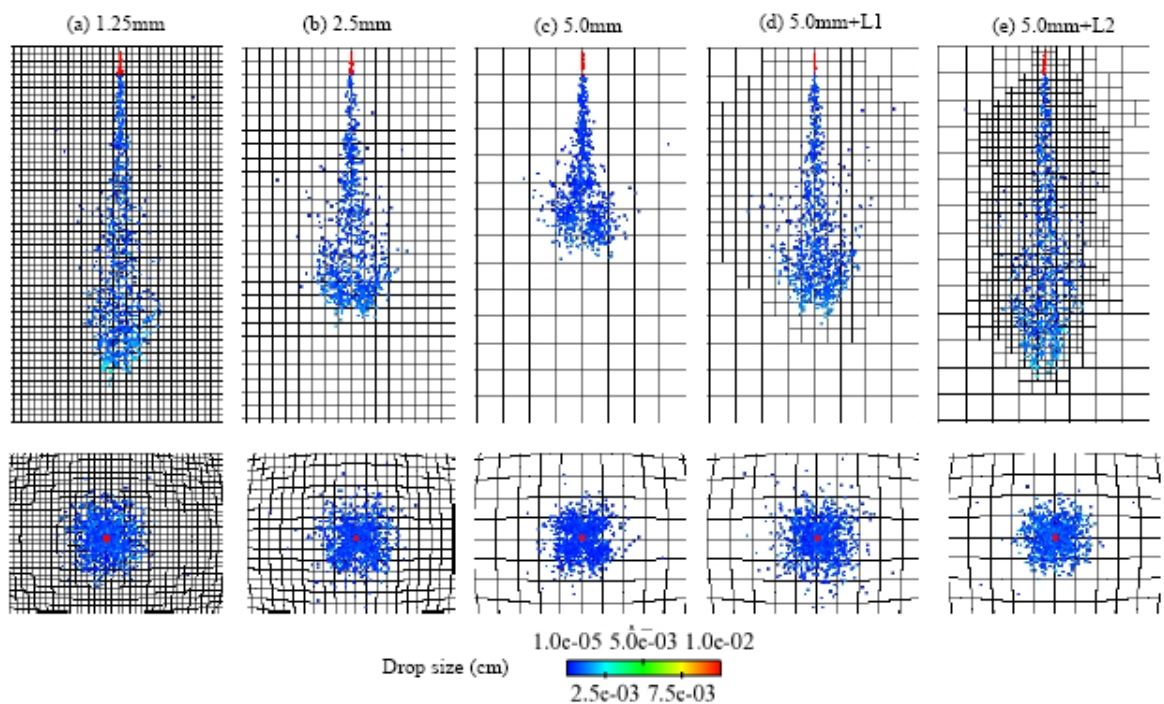 (a) 1.25mm (b) 2.5mm (c) 5.0mm (d) 5.0mm+L1 (e) 5.0mm+L2
1.0e-05 5.0e-03 1.0e-02
Drop size (cm)
2.5e-03 7.5e-03